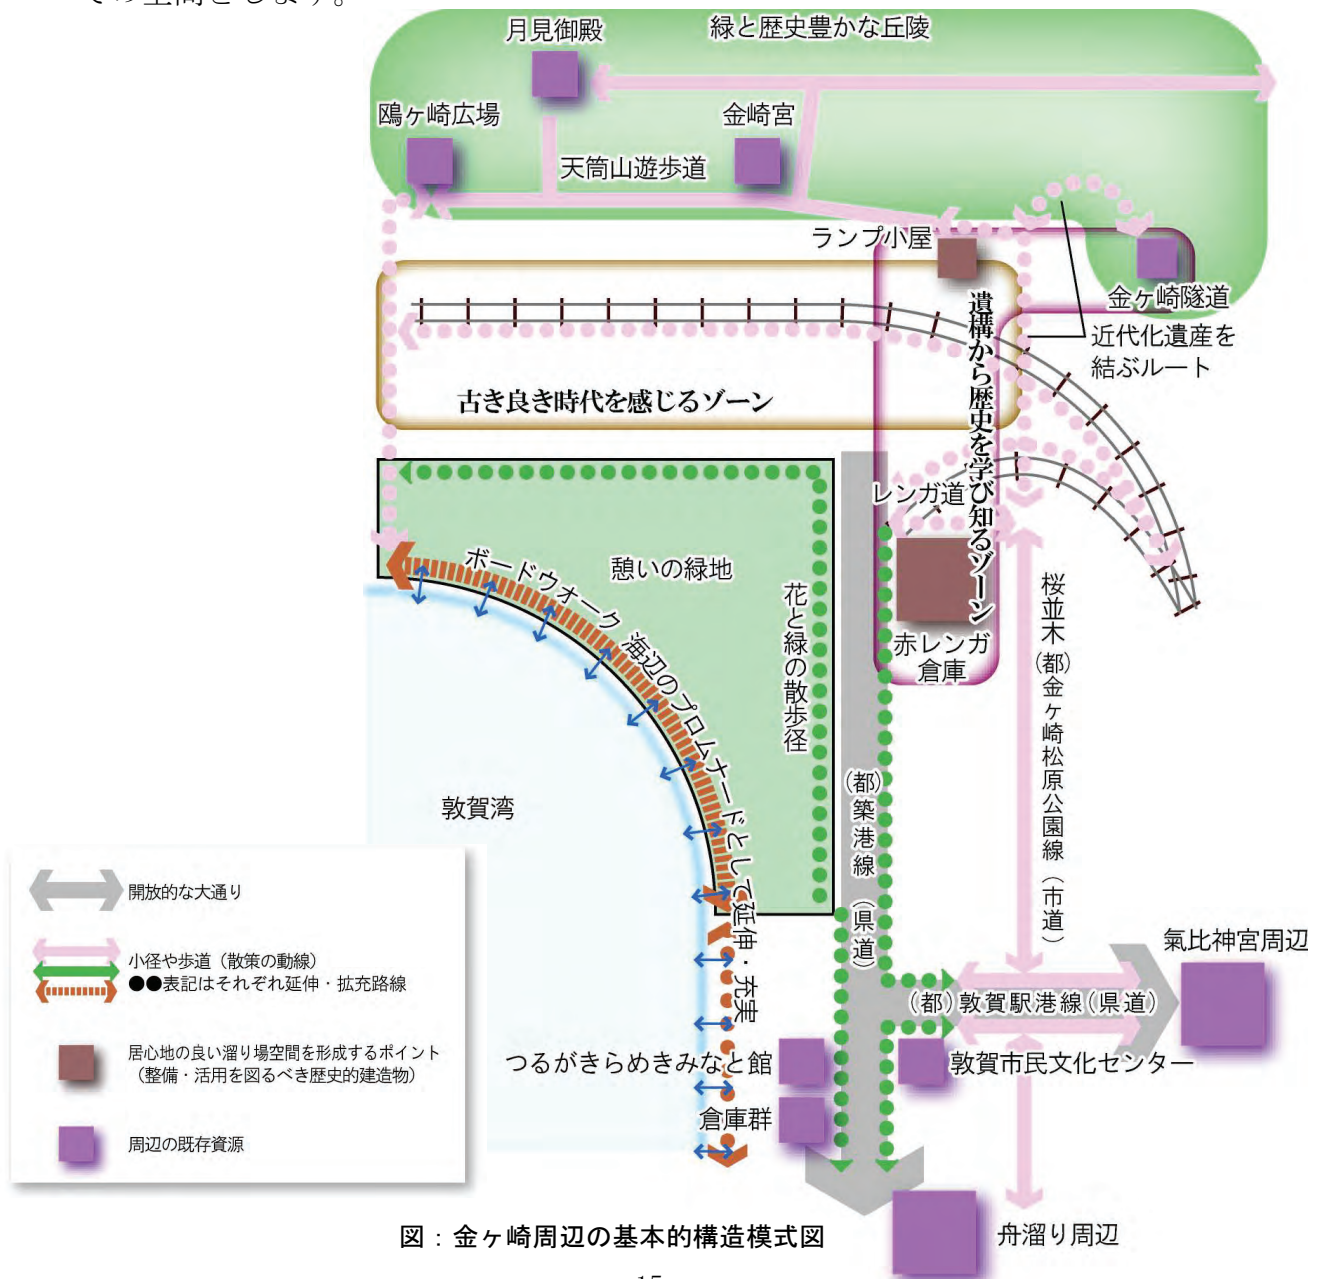 ての空間とします。
月見御殿
緑と歴史豊かな丘陵
鴎ヶ崎広場
金崎宮
天筒山遊歩道
ランプ小屋
金ヶ崎隧道
近代化遺産を
結ぶルート
遺構から歴史を学び知るゾーン
古き良き時代を感じるゾーン
レンガ道
憩いの緑地
ボードウオーク 海辺のプロムナードとして延伸・充実
花と緑の散歩径
赤レンガ
倉庫
桜並木(都)金ヶ崎松原公園線(市道)
(都)築港線(県道)
敦賀湾
氣比神宮周辺
(都)敦賀駅港線(県道)
つるがきらめきみなと館
敦賀市民文化センター
倉庫群
舟溜り周辺
開放的な大通り
小径や歩道(散策の動線)
●●表記はそれぞれ延伸・拡充路線
居心地の良い溜り場空間を形成するポイント
(整備・活用を図るべき歴史的建造物)
周辺の既存資源
図:金ヶ崎周辺の基本的構造模式図